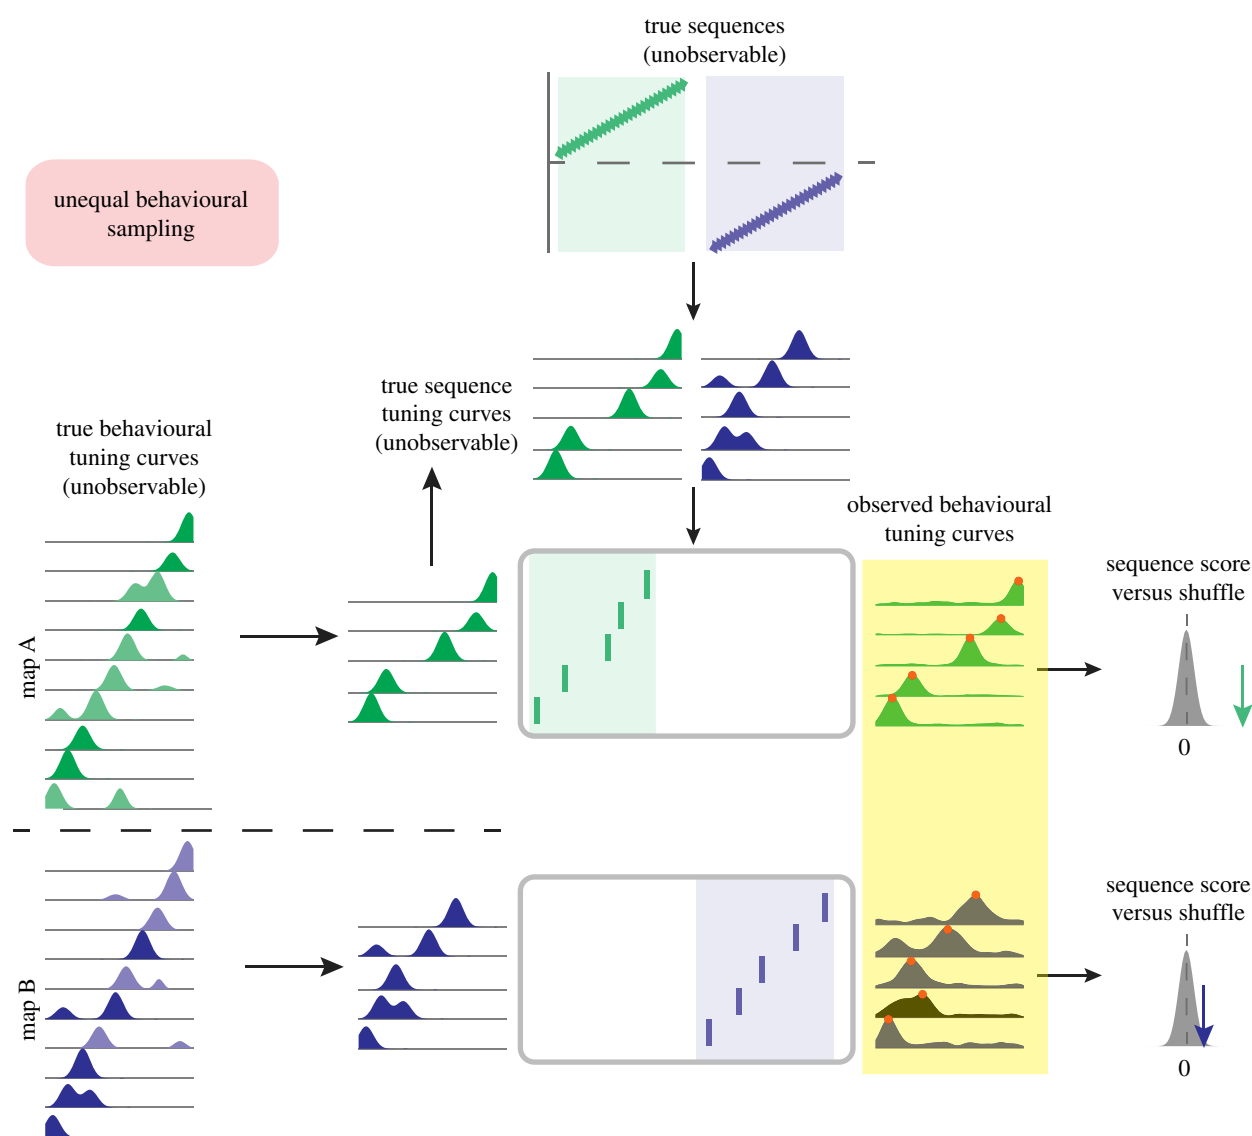 true sequences
(unobservable)
unequal behavioural
sampling
true sequence
tuning curves
(unobservable)
true behavioural
tuning curves
(unobservable)
observed behavioural
tuning curves
sequence score
versus shuffle
map A
0
sequence score
versus shuffle
map B
0